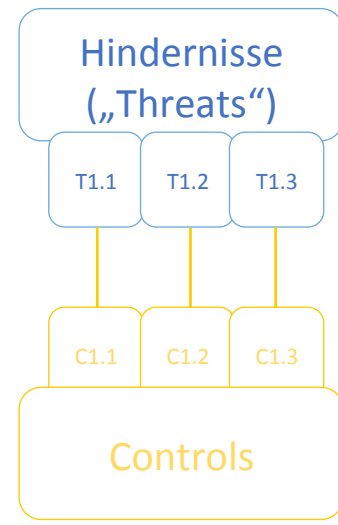 Hindernisse
(„Threats“)
T1.1 T1.2 T1.3
C1.1 C1.2 C1.3
Controls